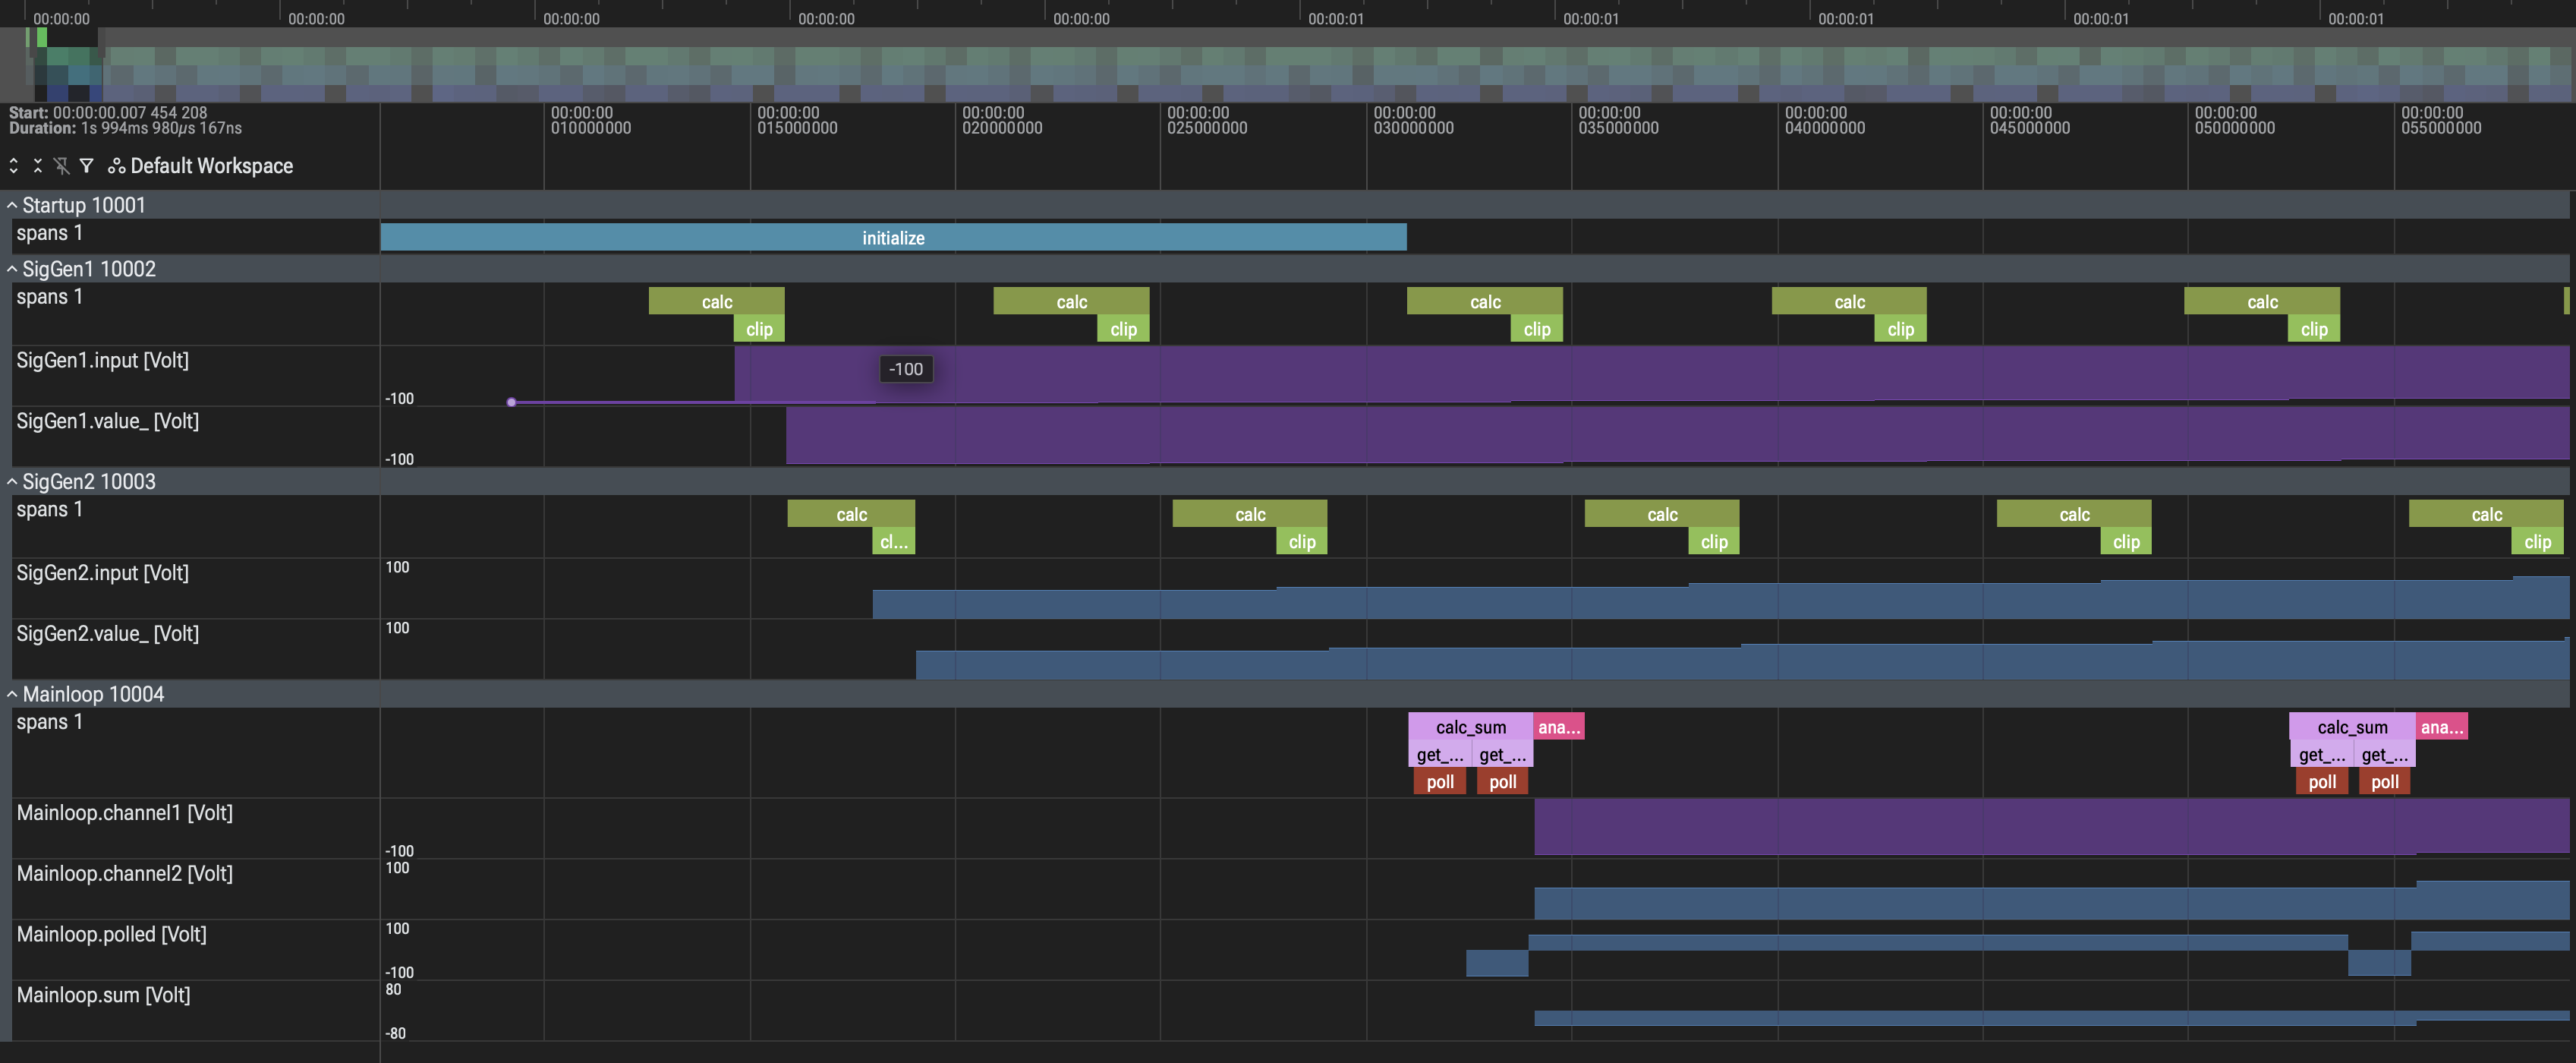 00:00:00 00:00:00 00:00:00 00:00:00 00:00:00 00:00:01 00:00:01 00:00:01 00:00:01 00:00:01
Start: 00:00:00.007 454 208
Duration: 1s 994ms 980µs 167ns
00:00:00 00:00:00 00:00:00 00:00:00 00:00:00 00:00:00 00:00:00 00:00:00 00:00:00 00:00:00
010000000 015000000 020000000 025000000 030000000 035000000 040000000 045000000 050000000 055000000
Default Workspace
Startup 10001
spans 1
initialize
SigGen1 10002
spans 1
calc calc calc calc calc
clip clip clip clip clip
SigGen1.input [Volt]
-100
-100
SigGen1.value_ [Volt]
-100
SigGen2 10003
spans 1
calc calc calc calc calc
cl... clip clip clip clip
SigGen2.input [Volt]
100
SigGen2.value_ [Volt]
100
Mainloop 10004
spans 1
calc_sum ana... calc_sum ana...
get_... get_... get_... get_...
poll poll poll poll
Mainloop.channel1 [Volt]
-100
Mainloop.channel2 [Volt]
100
Mainloop.polled [Volt]
100
-100
Mainloop.sum [Volt]
80
-80